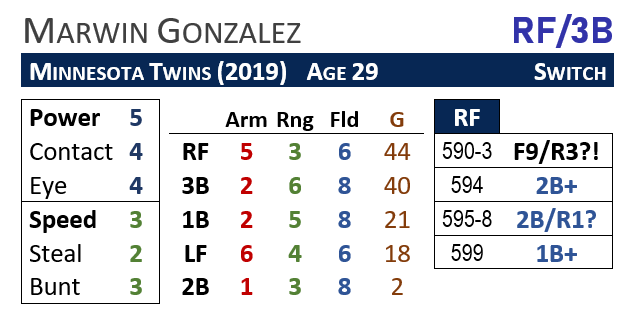 MARWIN GONZALEZ RF/3B
MINNESOTA TWINS (2019) AGE 29 SWITCH
Power 5
Contact 4
Eye 4
Speed 3
Steal 2
Bunt 3
Arm Rng Fld G
RF 5 3 6 44
3B 2 6 8 40
1B 2 5 8 21
LF 6 4 6 18
2B 1 3 8 2
RF
590-3 F9/R3?!
594 2B+
595-8 2B/R1?
599 1B+